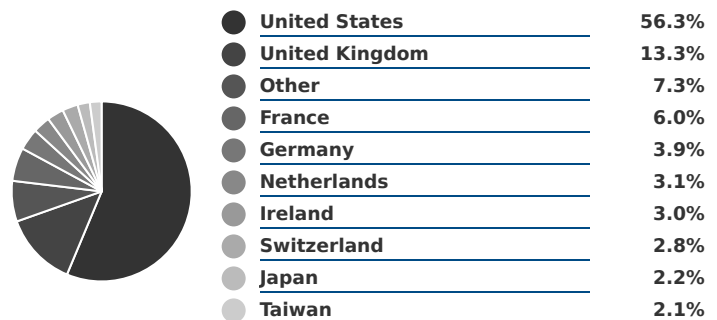 United States 56.3%
United Kingdom 13.3%
Other 7.3%
France 6.0%
Germany 3.9%
Netherlands 3.1%
Ireland 3.0%
Switzerland 2.8%
Japan 2.2%
Taiwan 2.1%